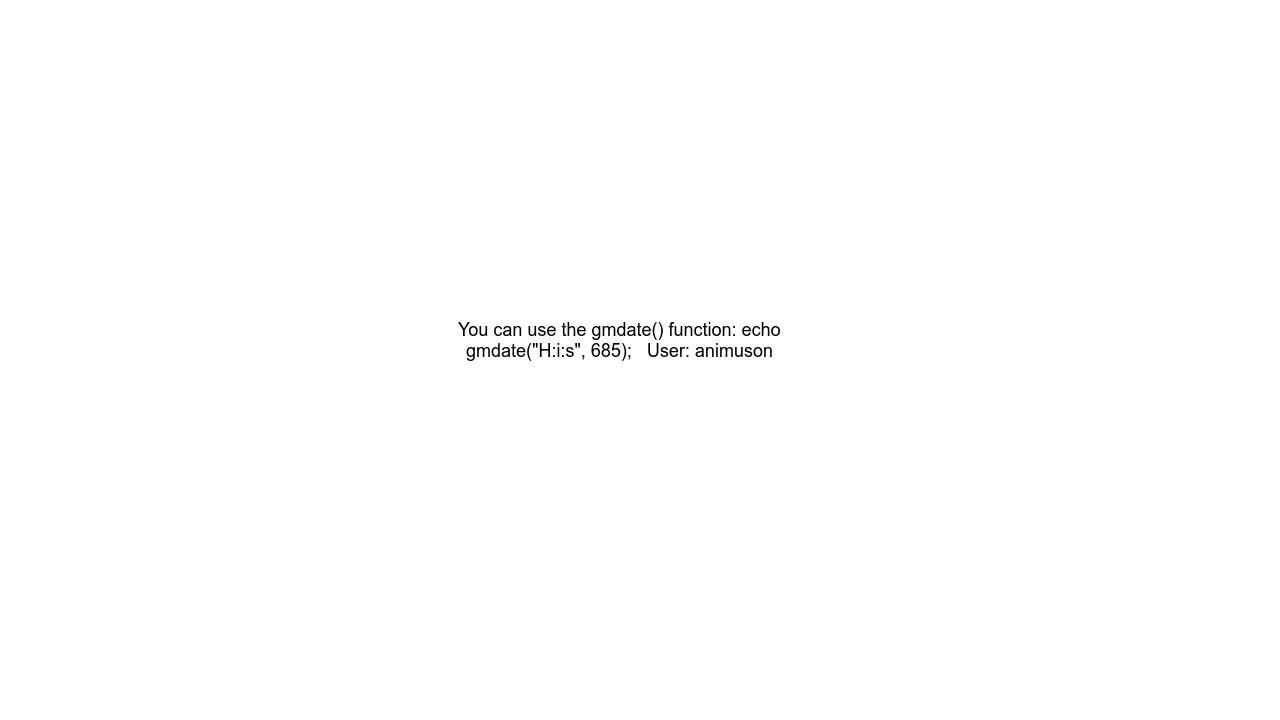 You can use the gmdate() function: echo
gmdate("H:i:s", 685);   User: animuson